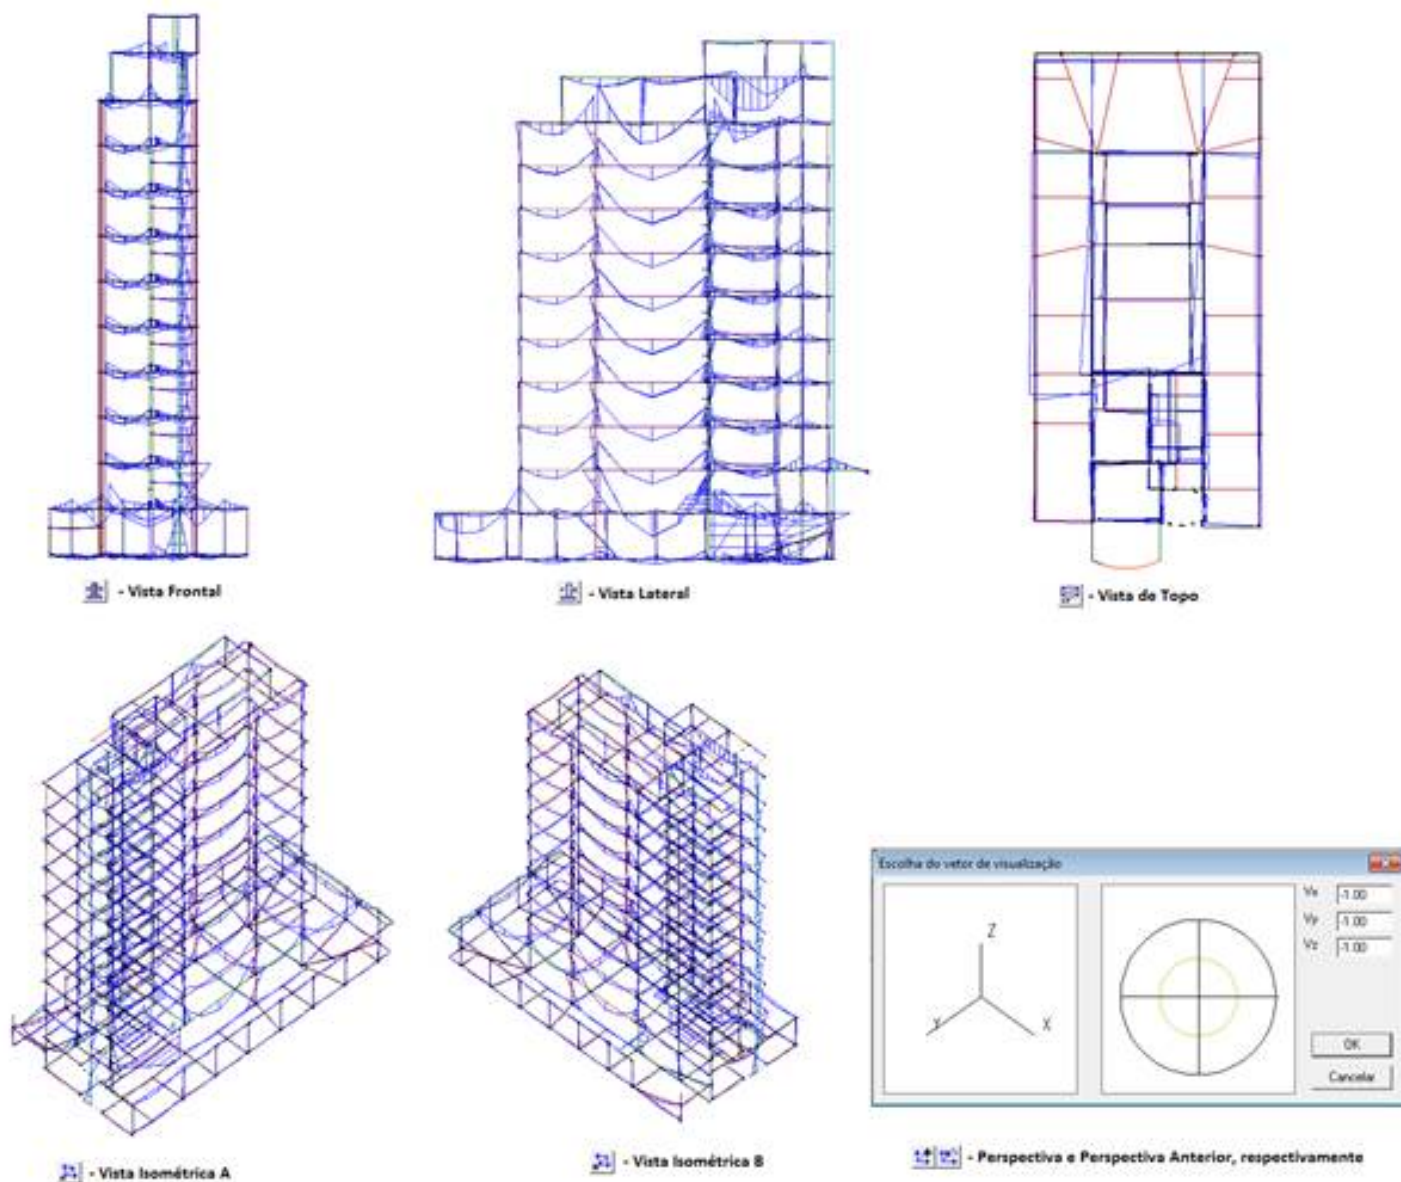 - Vista Frontal
- Vista Lateral
- Vista de Topo
- Vista Isométrica A
- Vista Isométrica B
Escolha do vetor de visualização
Z
Y
X
Vx -1.00
Vy -1.00
Vz -1.00
OK
Cancelar
- Perspectiva e Perspectiva Anterior, respectivamente